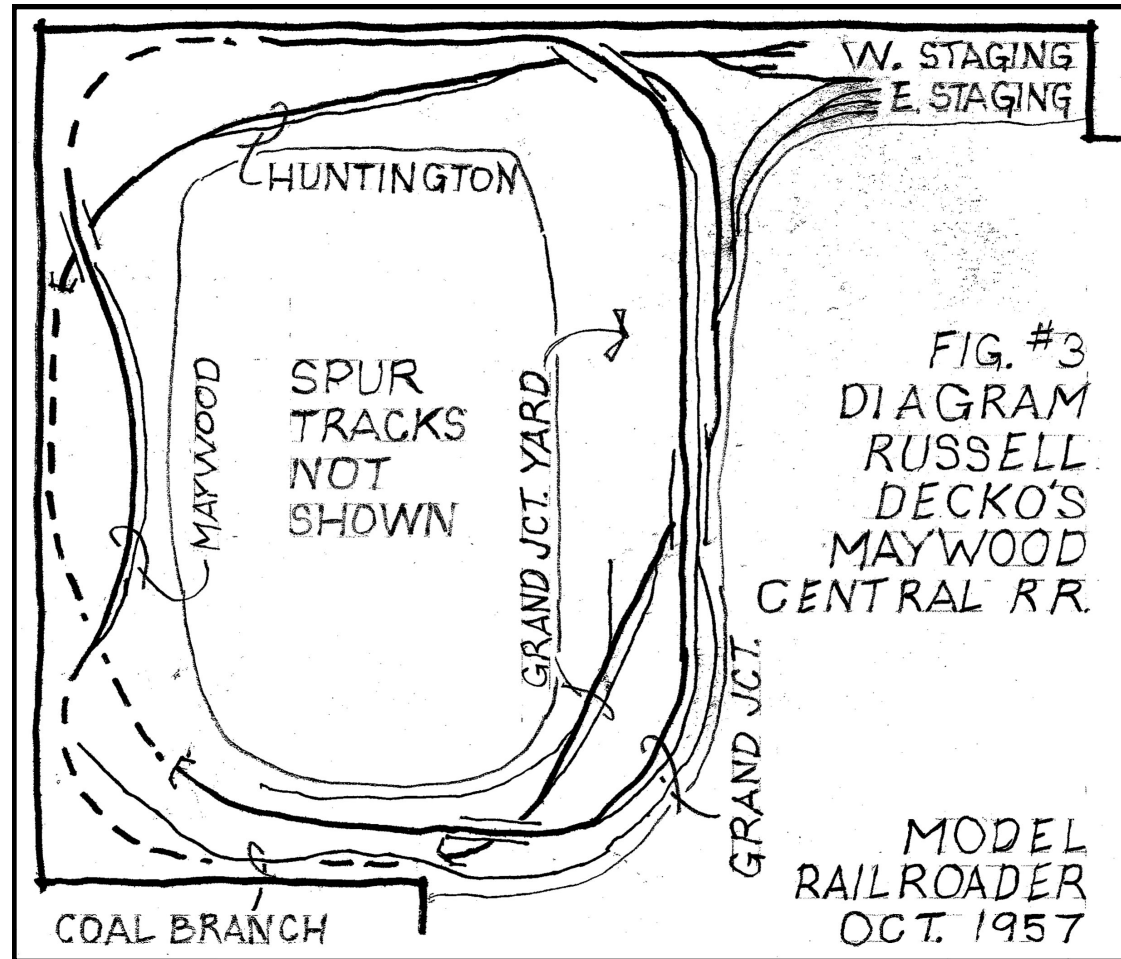 W. STAGING
E. STAGING
HUNTINGTON
MAYWOOD
SPUR
TRACKS
NOT
SHOWN
GRAND JCT. YARD
FIG. #3
DIAGRAM
RUSSELL
DECKO'S
MAYWOOD
CENTRAL RR.
GRAND JCT.
COAL BRANCH
MODEL
RAILROADER
OCT. 1957